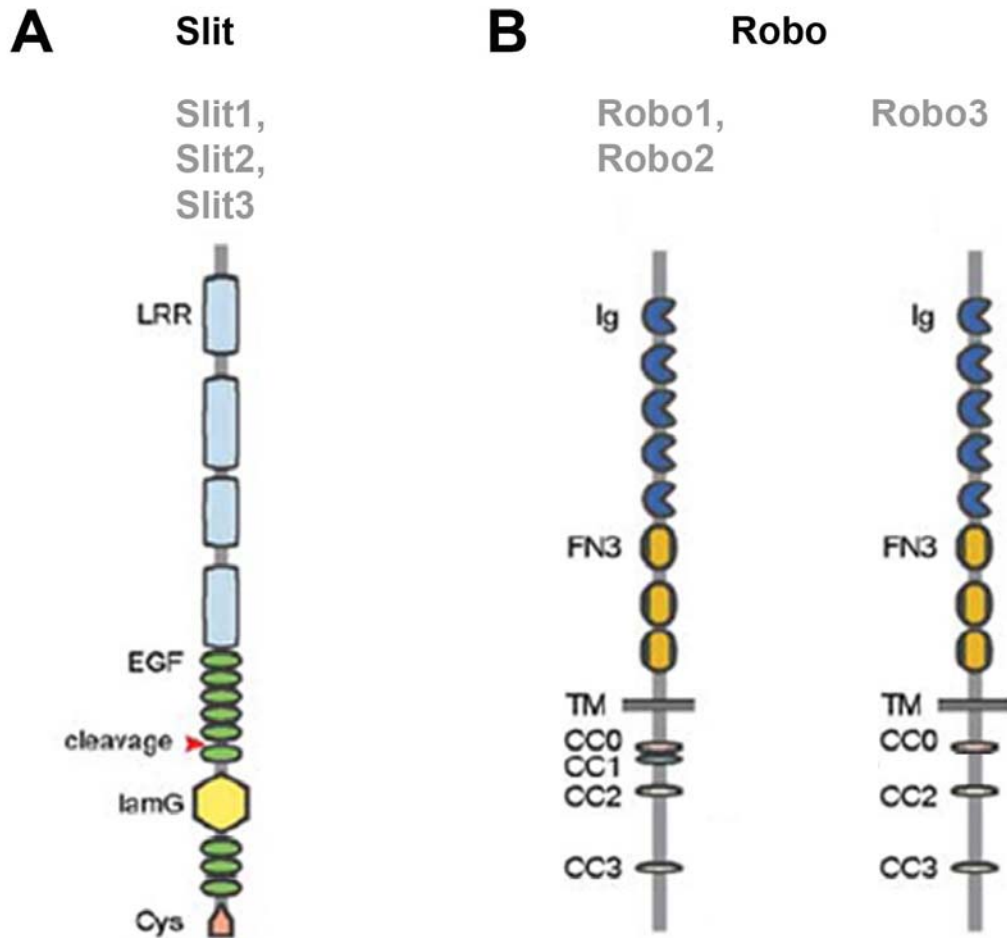 A
Slit
Slit1,
Slit2,
Slit3
LRR
EGF
cleavage
lamG
Cys
B
Robo
Robo1,
Robo2
Robo3
Ig
FN3
TM
CC0
CC1
CC2
CC3
Ig
FN3
TM
CC0
CC2
CC3